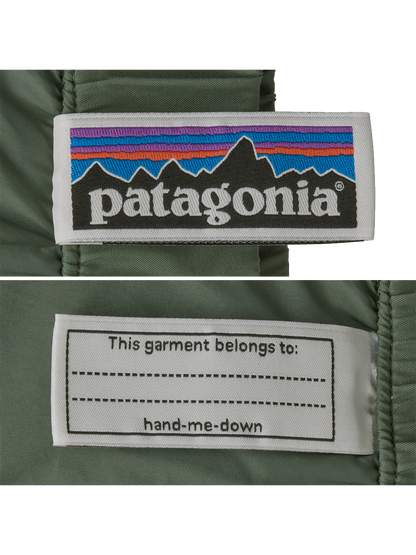 patagonia®
This garment belongs to:
hand-me-down